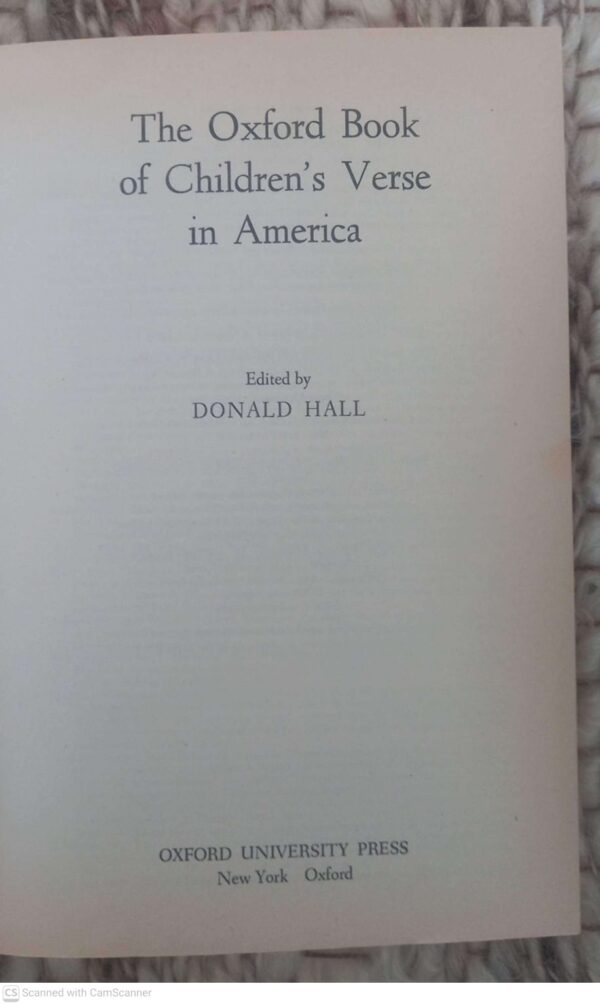 The Oxford Book
of Children's Verse
in America
Edited by
DONALD HALL
OXFORD UNIVERSITY PRESS
New York Oxford
CS Scanned with CamScanner